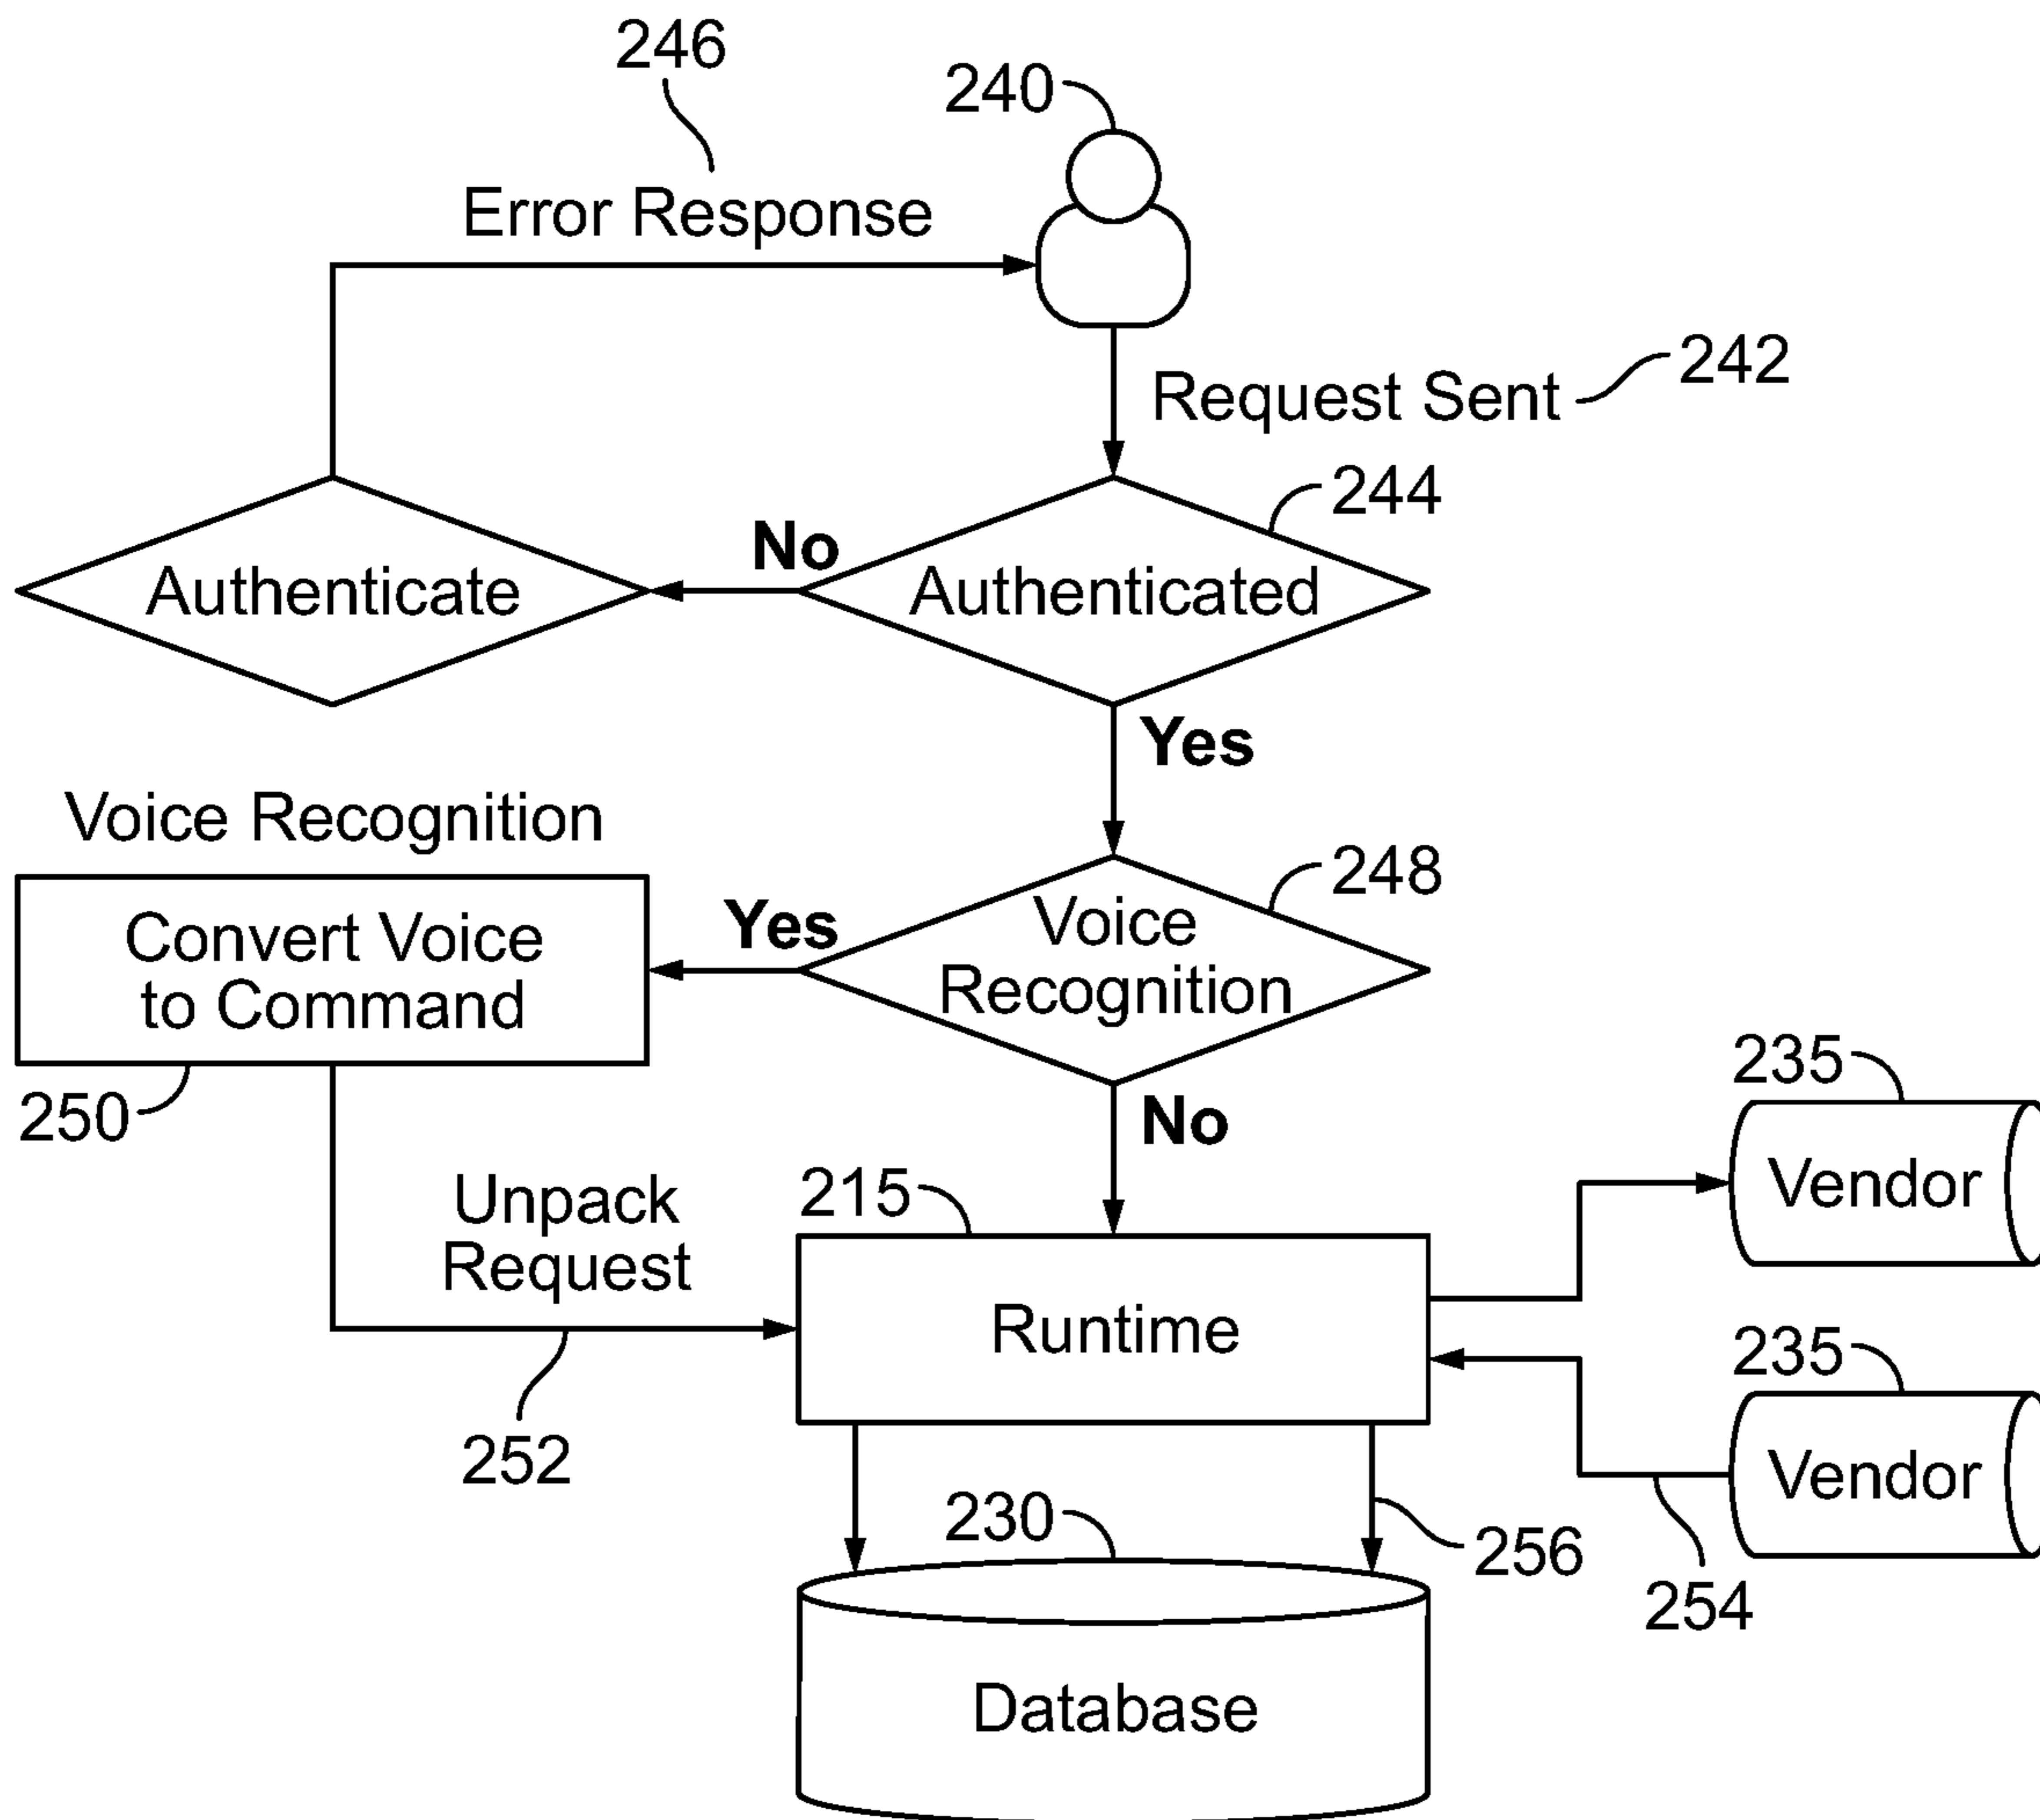 246
240
Error Response
Request Sent
242
244
No
Authenticate
Authenticated
Yes
Voice Recognition
248
Yes
Voice
Recognition
Convert Voice
to Command
250
No
235
Vendor
215
Unpack
Request
Runtime
235
Vendor
252
230
256
254
Database